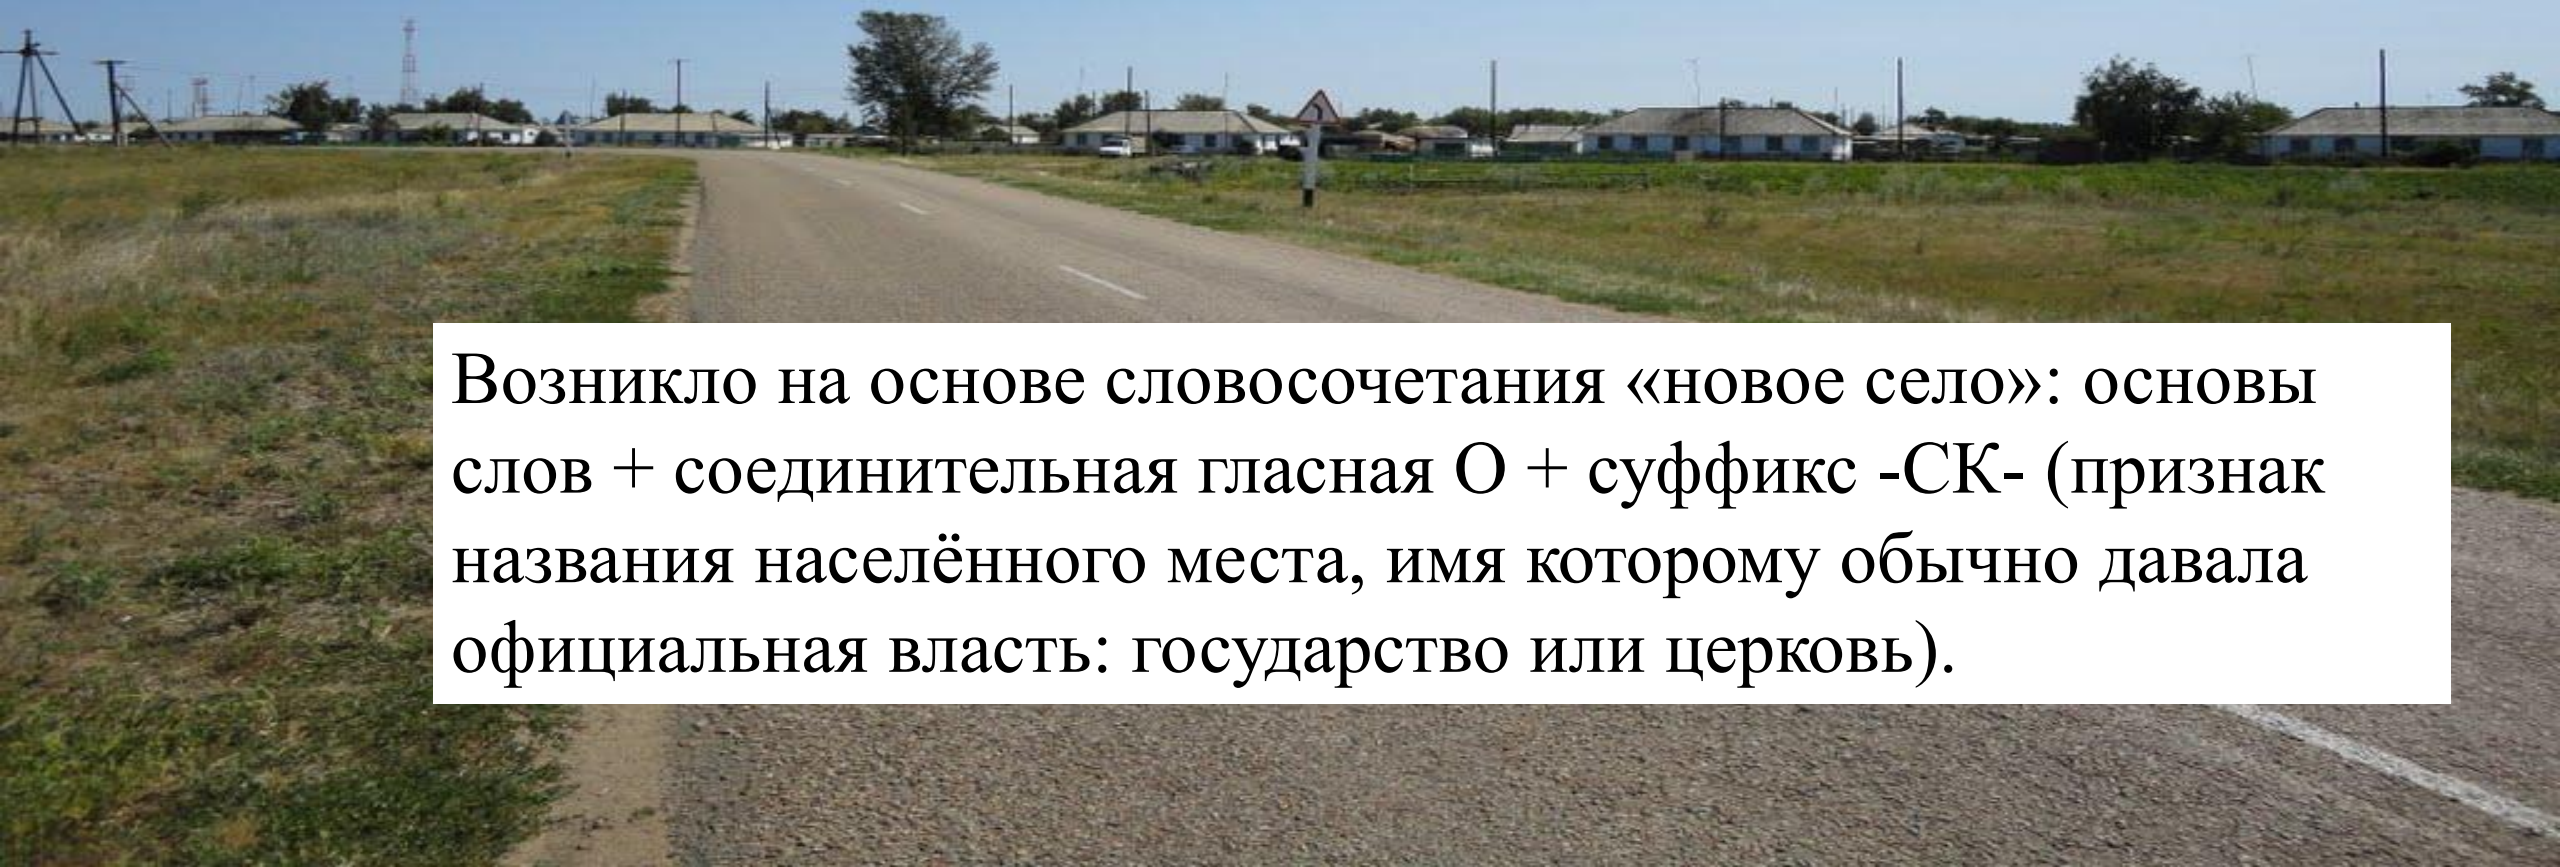 Возникло на основе словосочетания «новое село»: основы
слов + соединительная гласная О + суффикс -СК- (признак
названия населённого места, имя которому обычно давала
официальная власть: государство или церковь).